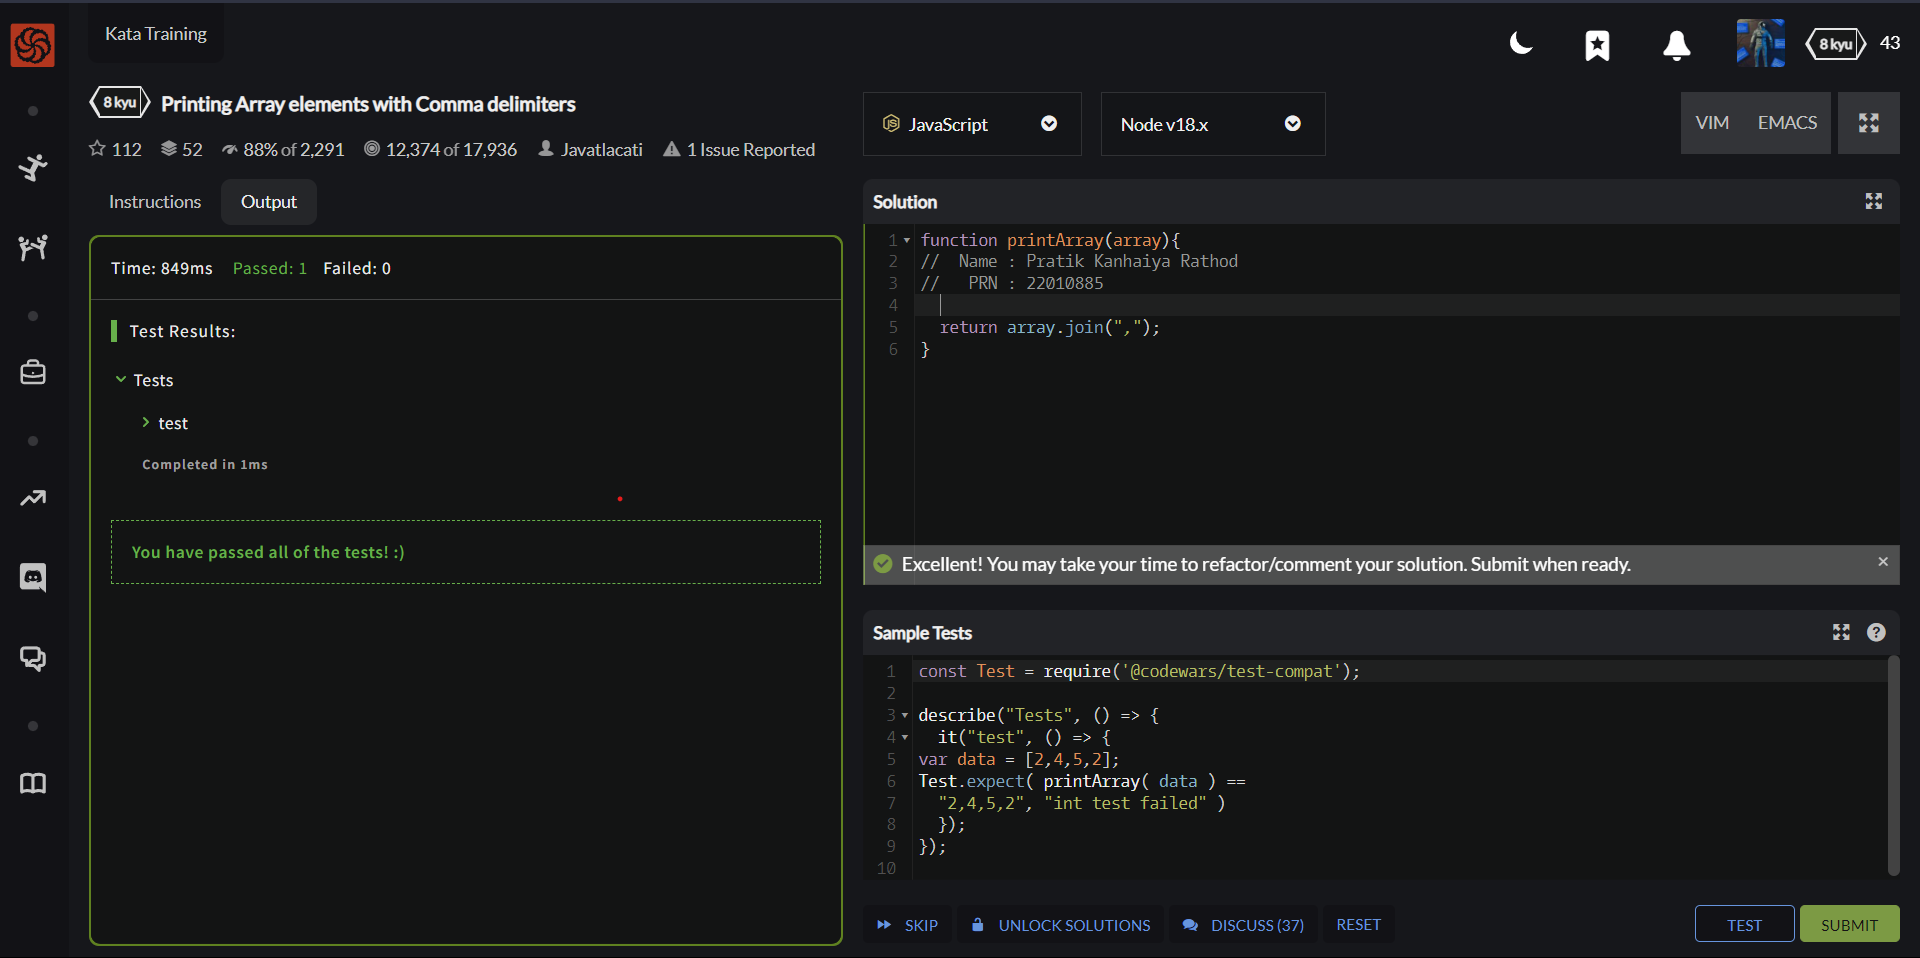 Kata Training
8 kyu 43
8 kyu Printing Array elements with Comma delimiters
112 52 88% of 2,291 12,374 of 17,936 Javatlacati 1 Issue Reported
Instructions Output
Time: 849ms Passed: 1 Failed: 0
Test Results:
Tests
test
Completed in 1ms
You have passed all of the tests! :)
JS JavaScript Node v18.x VIM EMACS
Solution
1 function printArray(array){
2 //  Name : Pratik Kanhaiya Rathod
3 //   PRN : 22010885
4
5   return array.join(",");
6 }
Excellent! You may take your time to refactor/comment your solution. Submit when ready. ×
Sample Tests ?
1 const Test = require('@codewars/test-compat');
2
3 describe("Tests", () => {
4   it("test", () => {
5 var data = [2,4,5,2];
6 Test.expect( printArray( data ) ==
7   "2,4,5,2", "int test failed" )
8   });
9 });
10
SKIP UNLOCK SOLUTIONS DISCUSS (37) RESET TEST SUBMIT